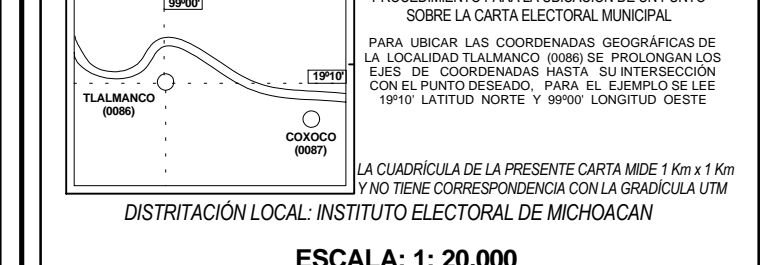 99º00'
PROCEDIMIENTO PARA LA UBICACIÓN DE UN PUNTO
SOBRE LA CARTA ELECTORAL MUNICIPAL
PARA UBICAR LAS COORDENADAS GEOGRÁFICAS DE
LA LOCALIDAD TLALMANCO (0086) SE PROLONGAN LOS
EJES DE COORDENADAS HASTA SU INTERSECCIÓN
CON EL PUNTO DESEADO, PARA EL EJEMPLO SE LEE
19º10' LATITUD NORTE Y 99º00' LONGITUD OESTE
19º10'
TLALMANCO
(0086)
COXOCO
(0087)
LA CUADRÍCULA DE LA PRESENTE CARTA MIDE 1 Km x 1 Km
Y NO TIENE CORRESPONDENCIA CON LA GRADÍCULA UTM
DISTRITACIÓN LOCAL: INSTITUTO ELECTORAL DE MICHOACAN
ESCALA: 1: 20,000